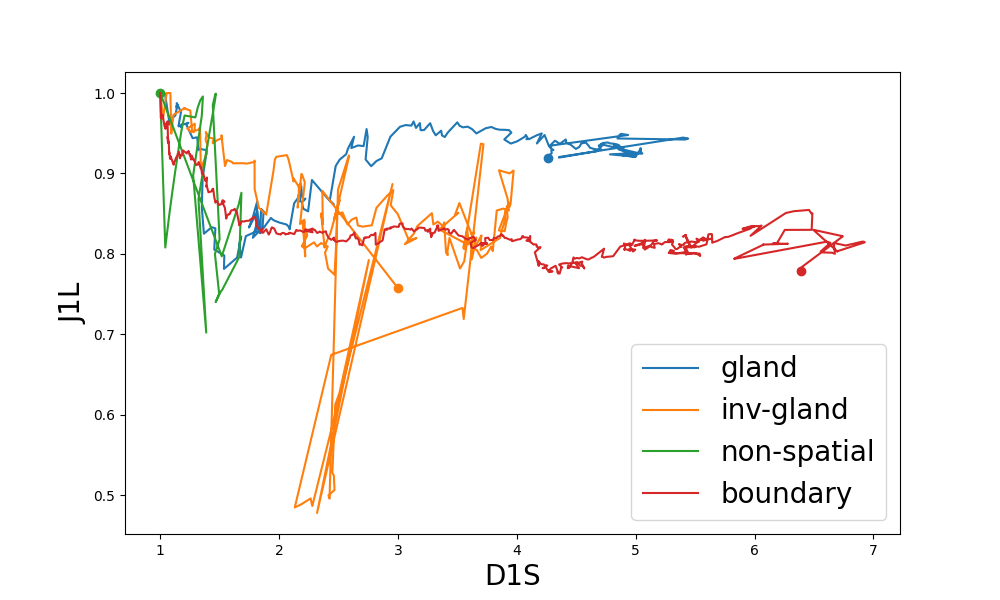 1.0
0.9
0.8
0.7
0.6
0.5
J1L
1 2 3 4 5 6 7
D1S
gland
inv-gland
non-spatial
boundary